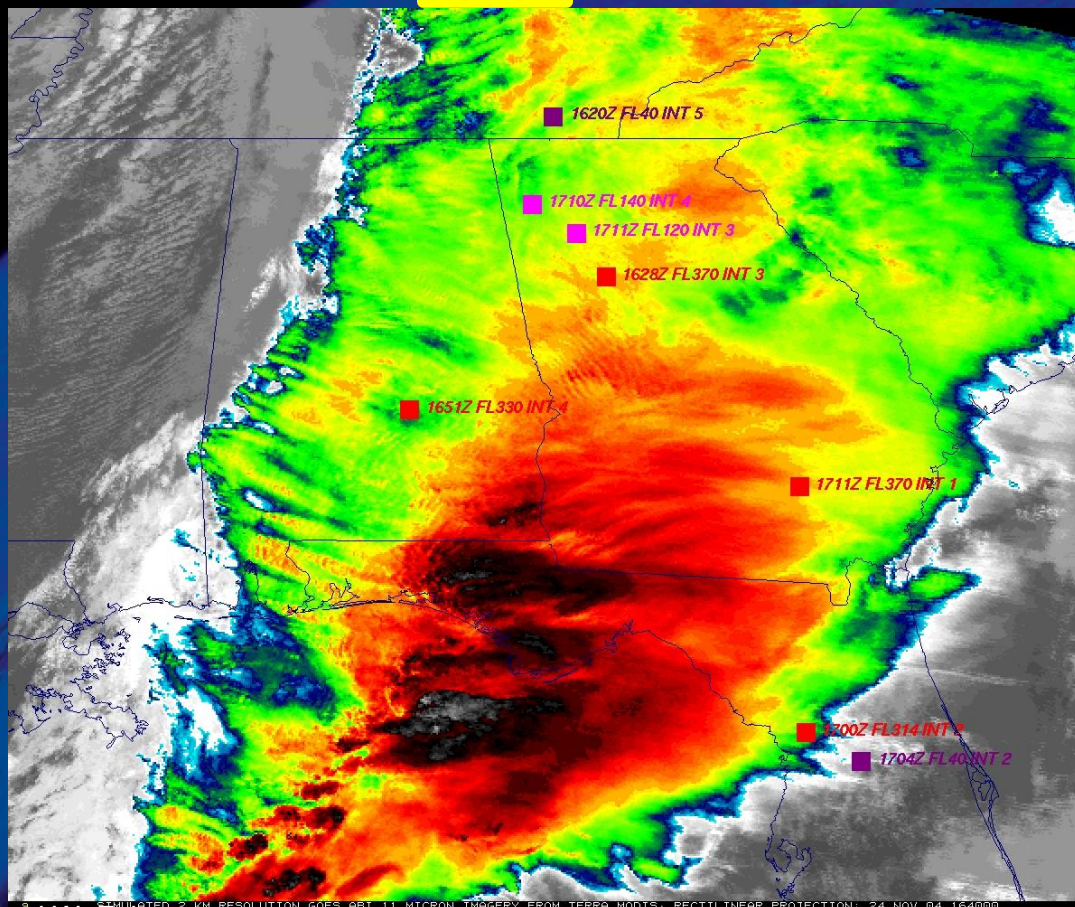 1620Z FL40 INT 5
1710Z FL140 INT 4
1711Z FL120 INT 3
1628Z FL370 INT 3
1651Z FL330 INT 4
1711Z FL370 INT 1
1700Z FL314 INT 2
1704Z FL40 INT 2
SIMULATED 2 KM RESOLUTION GOES ABI 11 MICRON IMAGERY FROM TERRA MODIS: RECTILINEAR PROJECTION: 24 NOV 04 164000